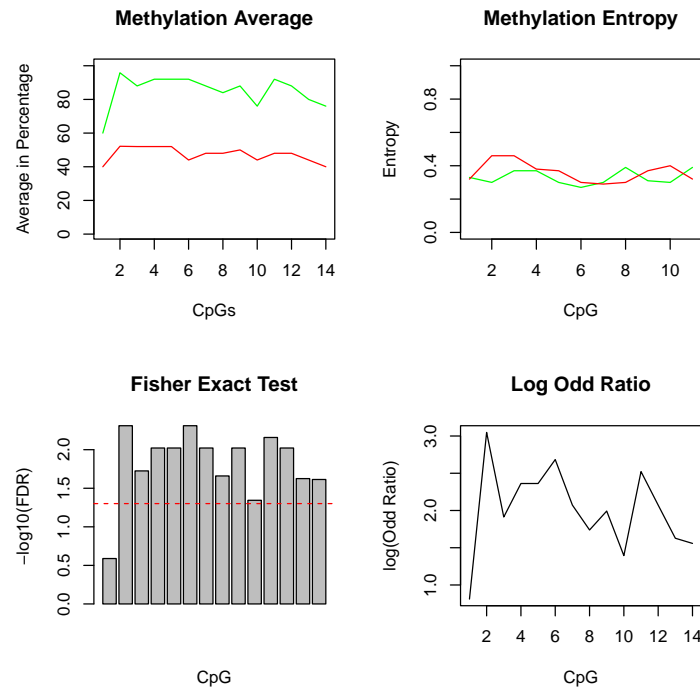 Methylation Average
Average in Percentage
0 20 40 60 80
2 4 6 8 10 12 14
CpGs
Methylation Entropy
Entropy
0.0 0.4 0.8
2 4 6 8 10
CpG
Fisher Exact Test
−log10(FDR)
0.0 0.5 1.0 1.5 2.0
CpG
Log Odd Ratio
log(Odd Ratio)
1.0 2.0 3.0
2 4 6 8 10 12 14
CpG